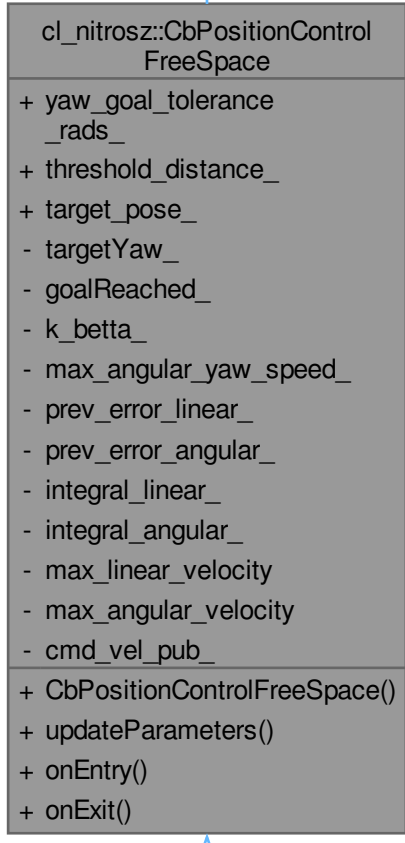 cl_nitrosz::CbPositionControl
FreeSpace
+ yaw_goal_tolerance
_rads_
+ threshold_distance_
+ target_pose_
- targetYaw_
- goalReached_
- k_betta_
- max_angular_yaw_speed_
- prev_error_linear_
- prev_error_angular_
- integral_linear_
- integral_angular_
- max_linear_velocity
- max_angular_velocity
- cmd_vel_pub_
+ CbPositionControlFreeSpace()
+ updateParameters()
+ onEntry()
+ onExit()